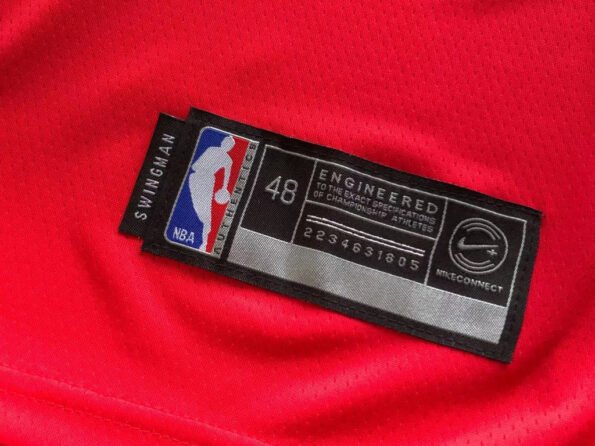 SWINGMAN
NBA
AUTHENTICS
48
ENGINEERED
TO THE EXACT SPECIFICATIONS
OF CHAMPIONSHIP ATHLETES
2234631805
NIKECONNECT